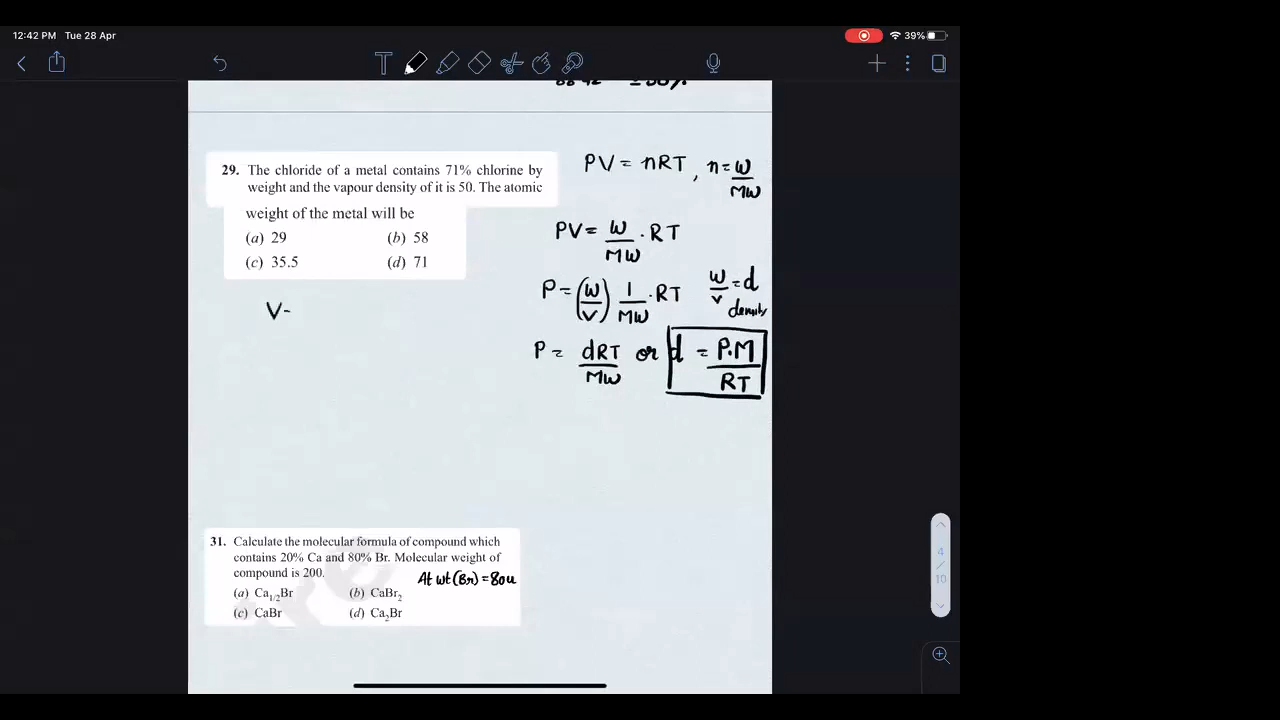 12:42 PM Tue 28 Apr
39%
T
29. The chloride of a metal contains 71% chlorine by
weight and the vapour density of it is 50. The atomic
weight of the metal will be
(a) 29 (b) 58
(c) 35.5 (d) 71
V-
PV = nRT, n = w/MW
PV = w/MW . RT
P = (w/v) 1/MW . RT w/v = d density
P = dRT/MW or d = P.M/RT
31. Calculate the molecular formula of compound which
contains 20% Ca and 80% Br. Molecular weight of
compound is 200.
At wt (Br) = 80u
(a) Ca1/2Br (b) CaBr2
(c) CaBr (d) Ca2Br
4
/
10